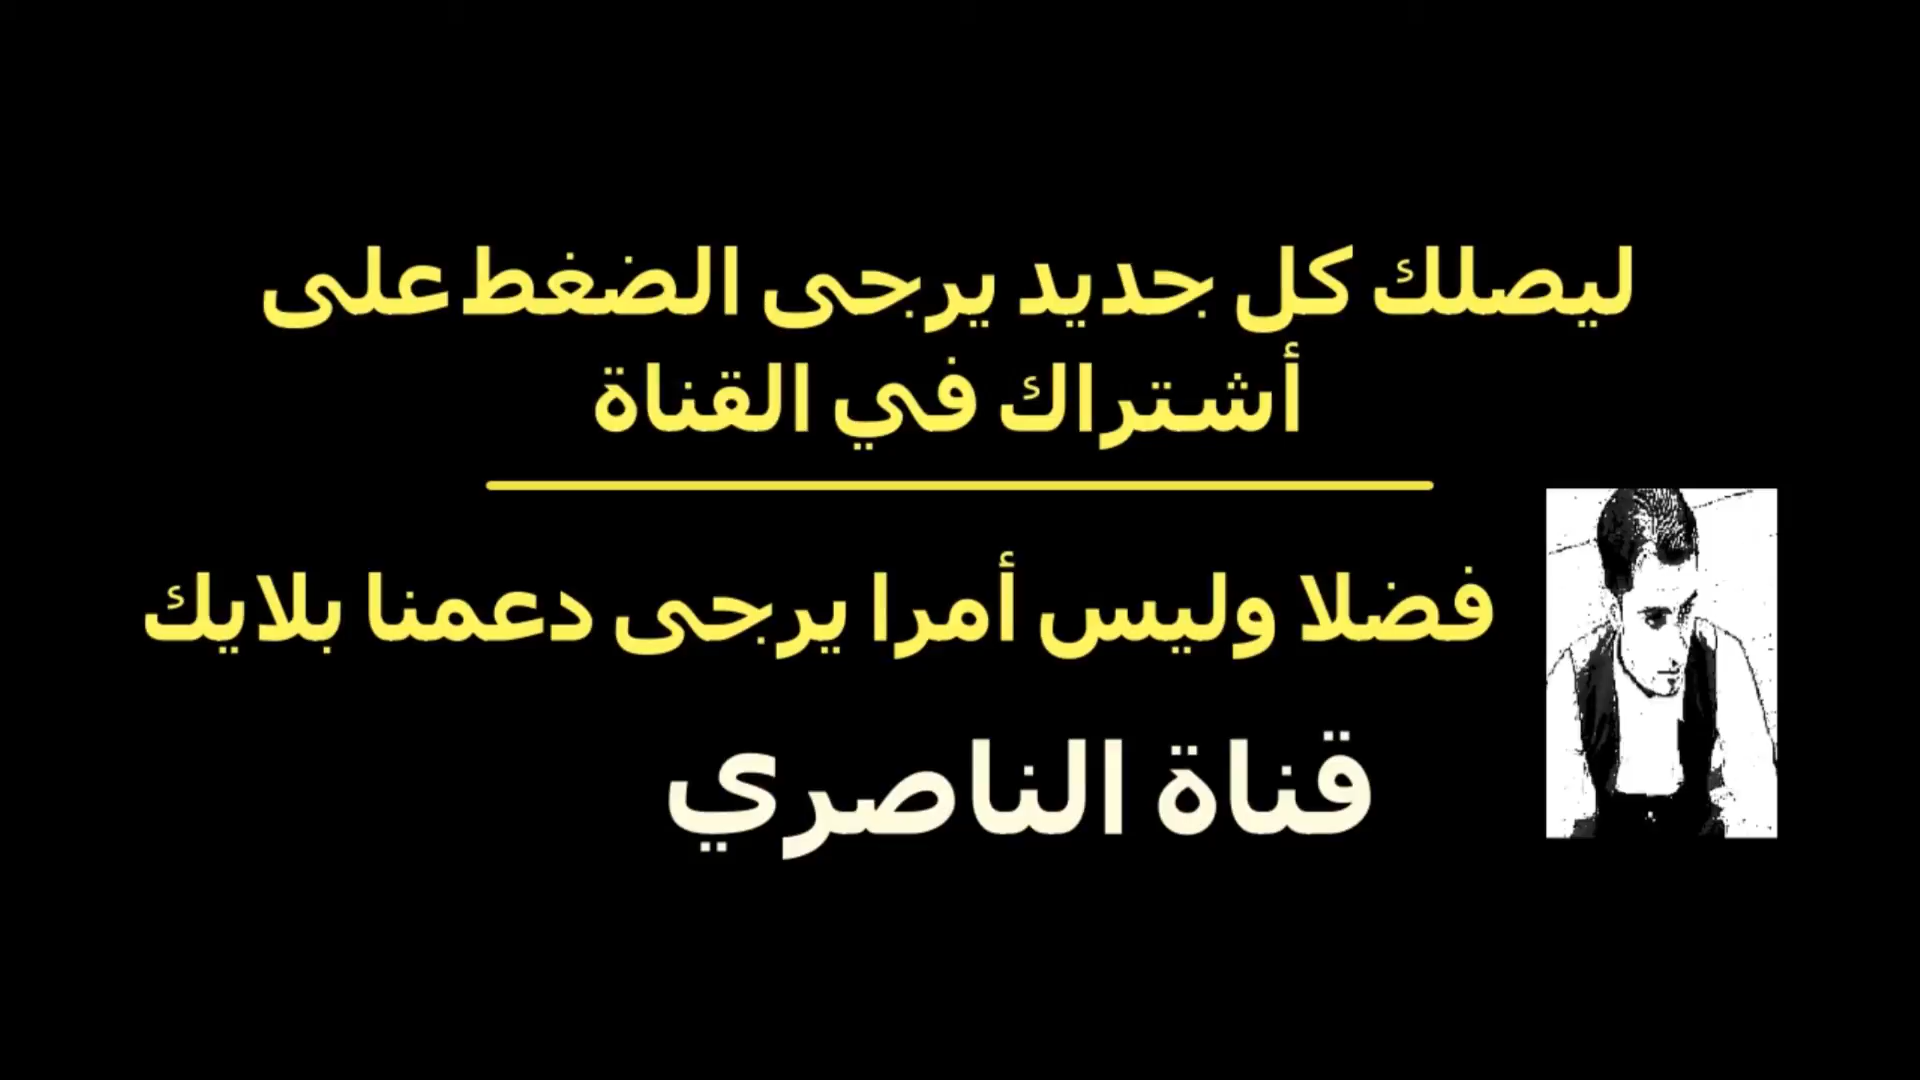 ليصلك كل جديد يرجى الضغط على
أشتراك في القناة
فضلا وليس أمرا يرجى دعمنا بلايك
قناة الناصري